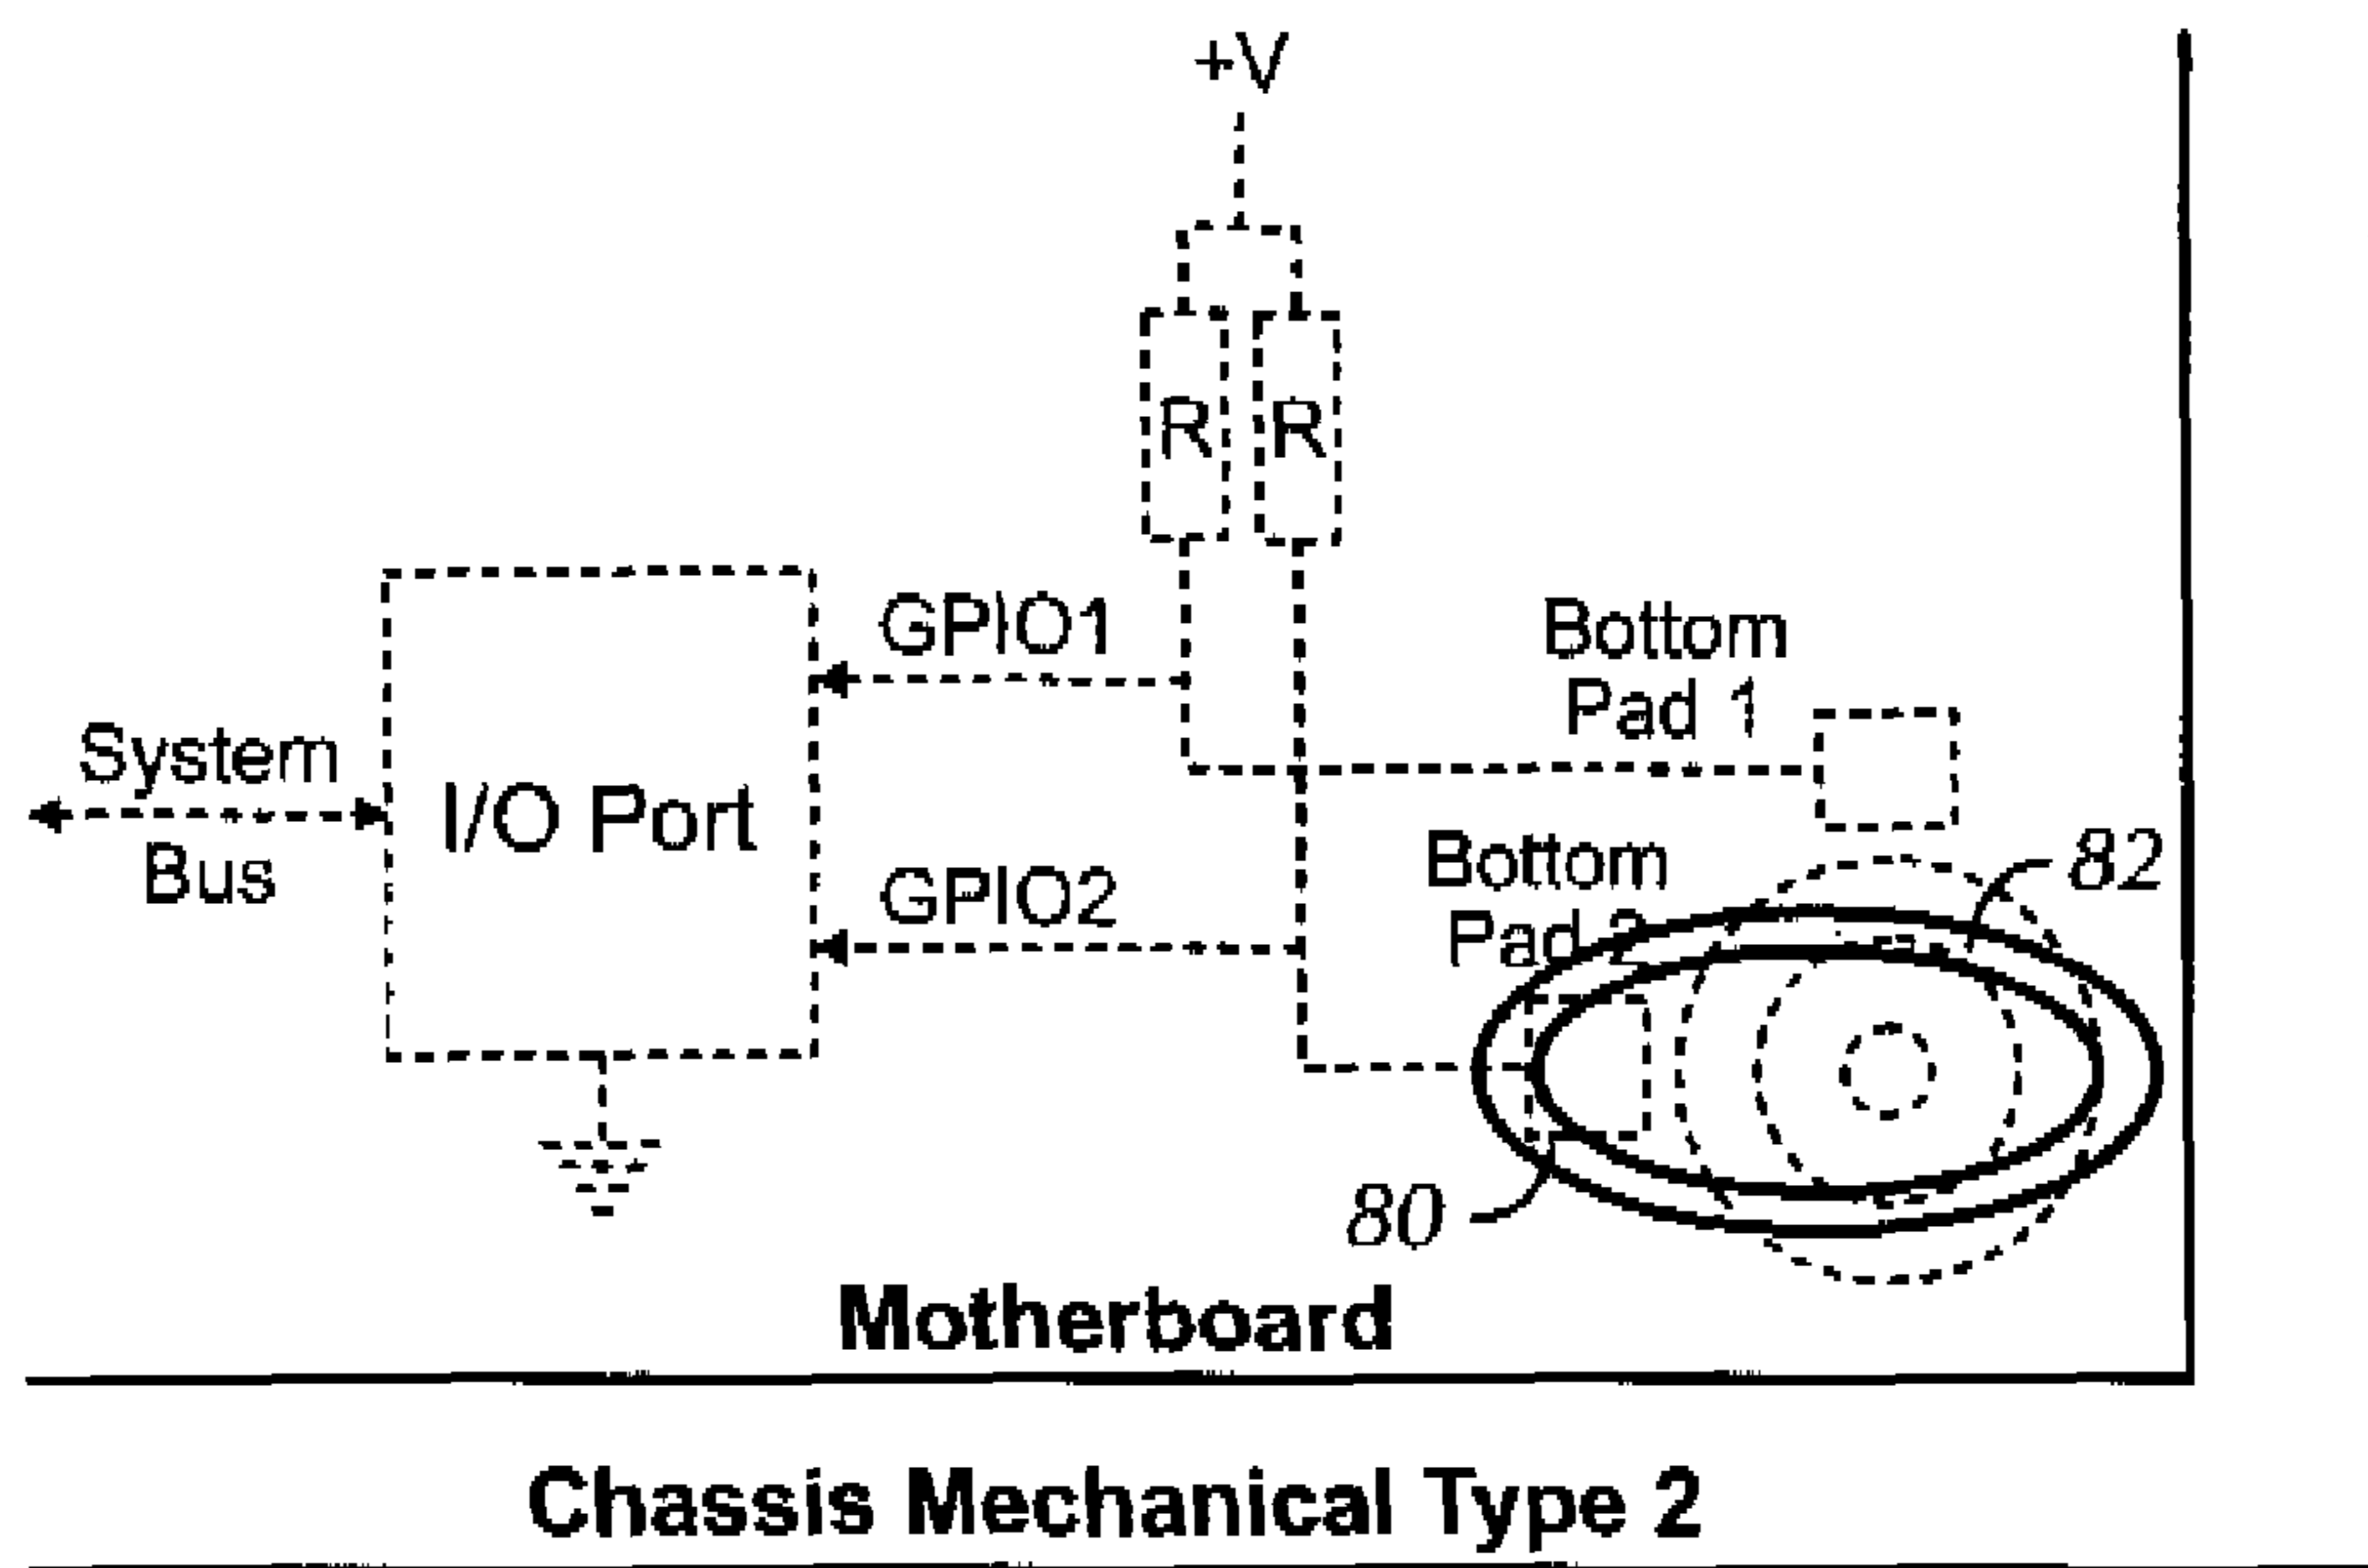 +V
R
R
GPIO1
Bottom
Pad 1
System
Bus
I/O Port
82
Bottom
Pad 2
GPIO2
80
Motherboard
Chassis Mechanical Type 2